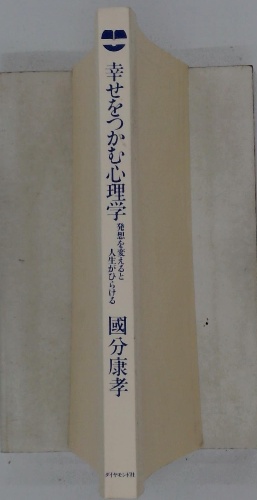 幸せをつかむ心理学
発想を変えると
人生がひらける
國分康孝
ダイヤモンド社